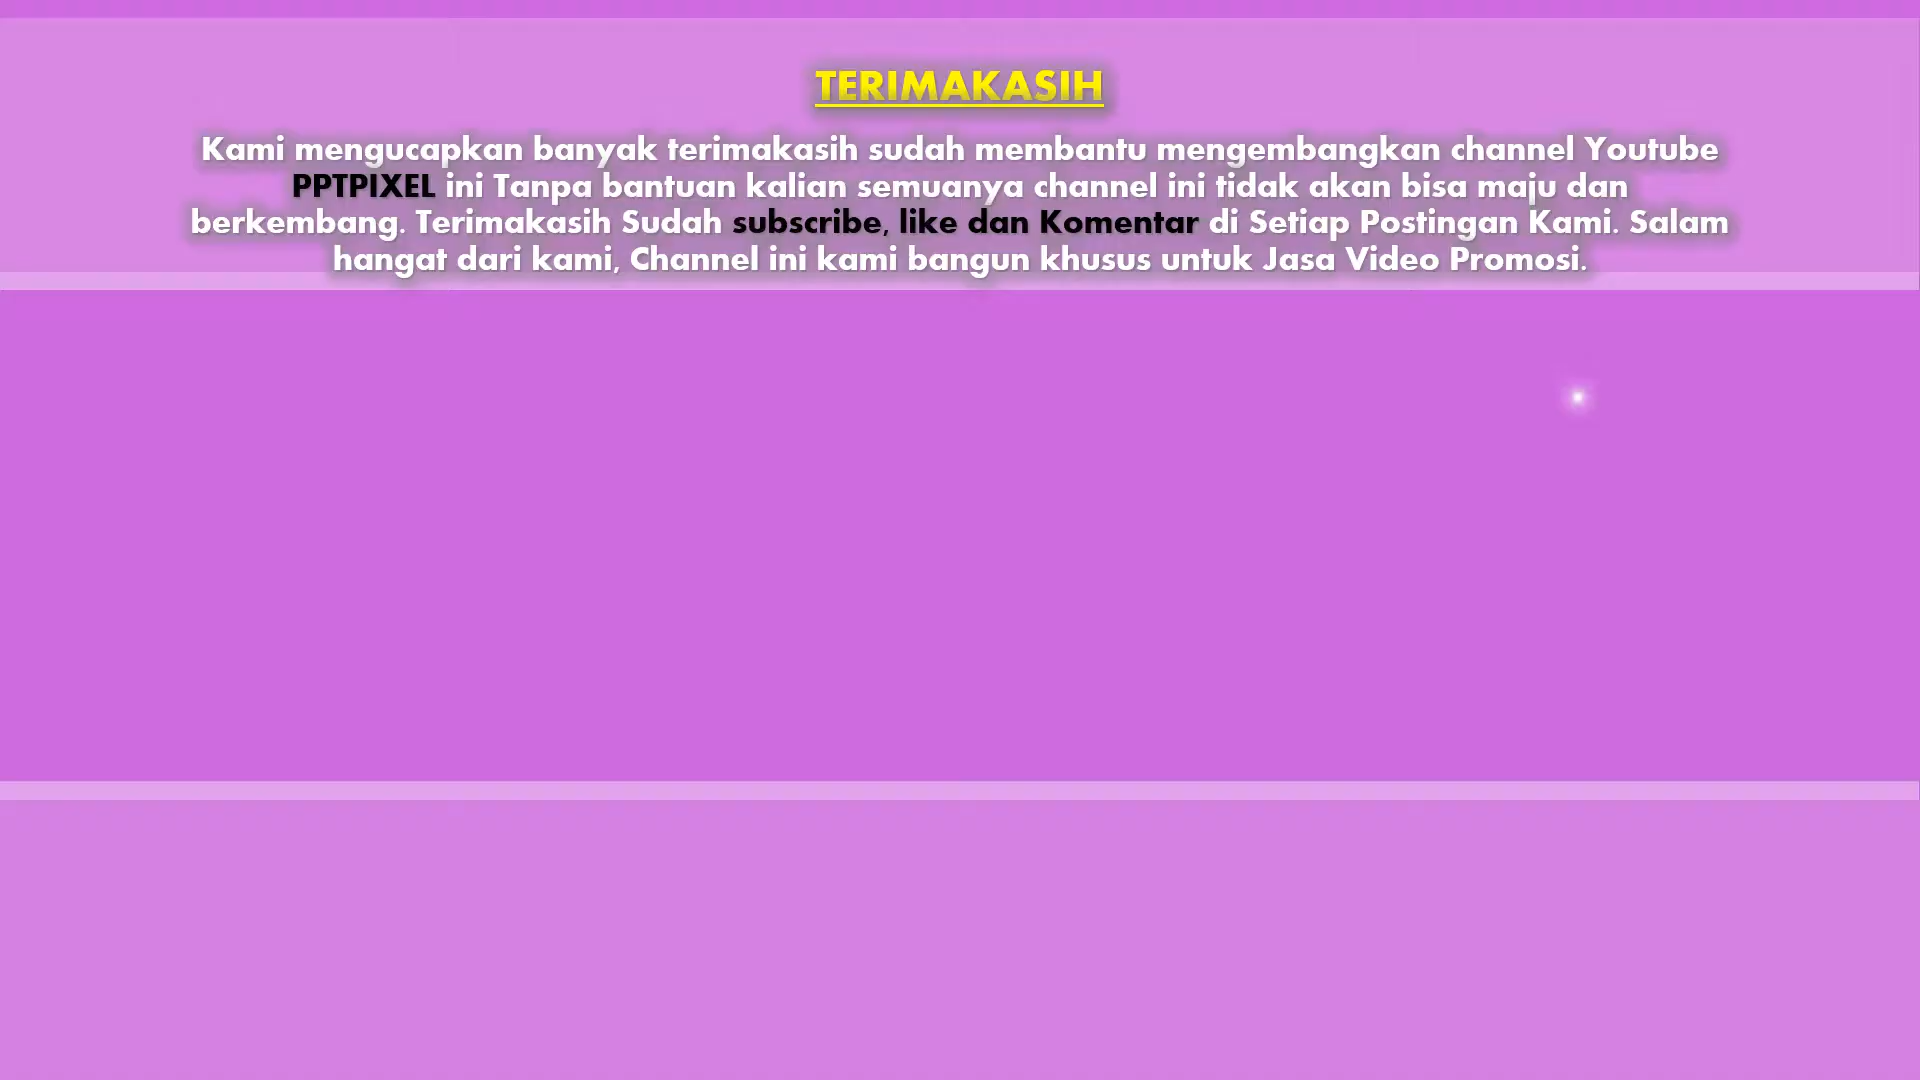 TERIMAKASIH
Kami mengucapkan banyak terimakasih sudah membantu mengembangkan channel Youtube
PPTPIXEL ini Tanpa bantuan kalian semuanya channel ini tidak akan bisa maju dan
berkembang. Terimakasih Sudah subscribe, like dan Komentar di Setiap Postingan Kami. Salam
hangat dari kami, Channel ini kami bangun khusus untuk Jasa Video Promosi.